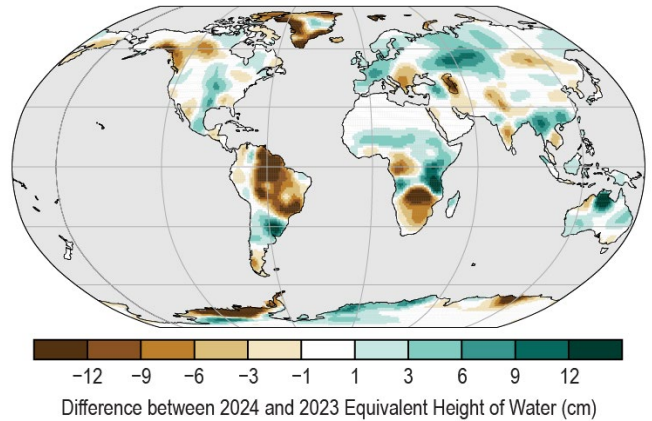 −12 −9 −6 −3 −1 1 3 6 9 12
Difference between 2024 and 2023 Equivalent Height of Water (cm)